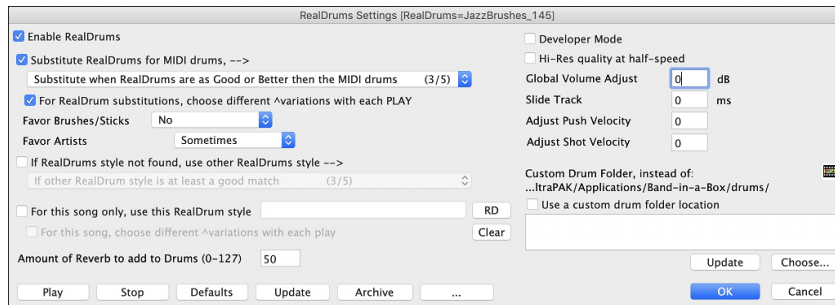 RealDrums Settings [RealDrums=JazzBrushes_145]
Enable RealDrums
Substitute RealDrums for MIDI drums, -->
Substitute when RealDrums are as Good or Better then the MIDI drums (3/5)
For RealDrum substitutions, choose different ^variations with each PLAY
Favor Brushes/Sticks No
Favor Artists Sometimes
If RealDrums style not found, use other RealDrums style -->
If other RealDrum style is at least a good match (3/5)
For this song only, use this RealDrum style RD
For this song, choose different ^variations with each play Clear
Amount of Reverb to add to Drums (0-127) 50
Play Stop Defaults Update Archive ...
Developer Mode
Hi-Res quality at half-speed
Global Volume Adjust 0 dB
Slide Track 0 ms
Adjust Push Velocity 0
Adjust Shot Velocity 0
Custom Drum Folder, instead of:
...ltraPAK/Applications/Band-in-a-Box/drums/
Use a custom drum folder location
Update Choose...
OK Cancel